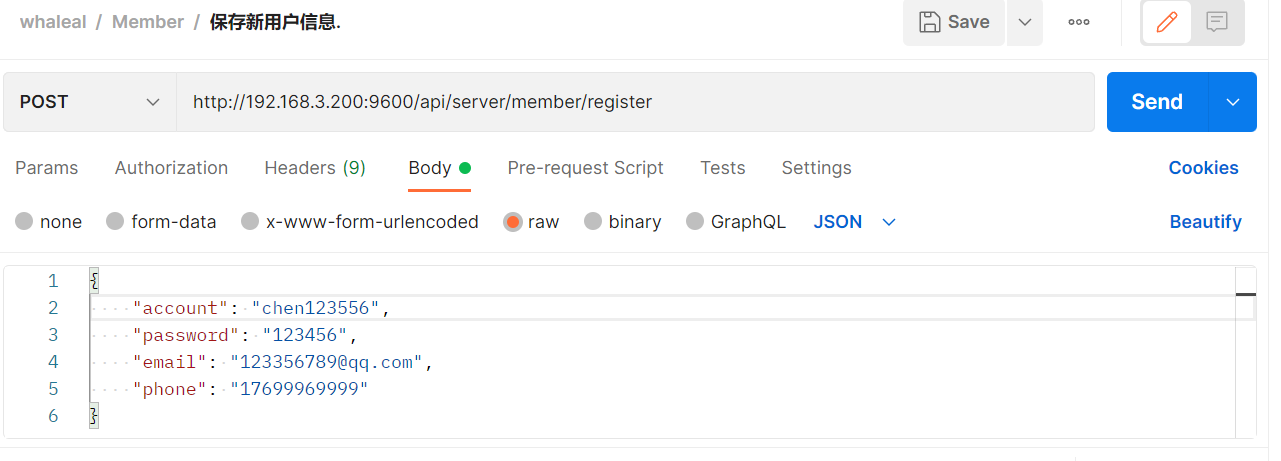 whaleal / Member / 保存新用户信息.
Save
POST
http://192.168.3.200:9600/api/server/member/register
Send
Params Authorization Headers (9) Body Pre-request Script Tests Settings Cookies
none form-data x-www-form-urlencoded raw binary GraphQL JSON Beautify
1 {
2 "account": "chen123556",
3 "password": "123456",
4 "email": "123356789@qq.com",
5 "phone": "17699969999"
6 }